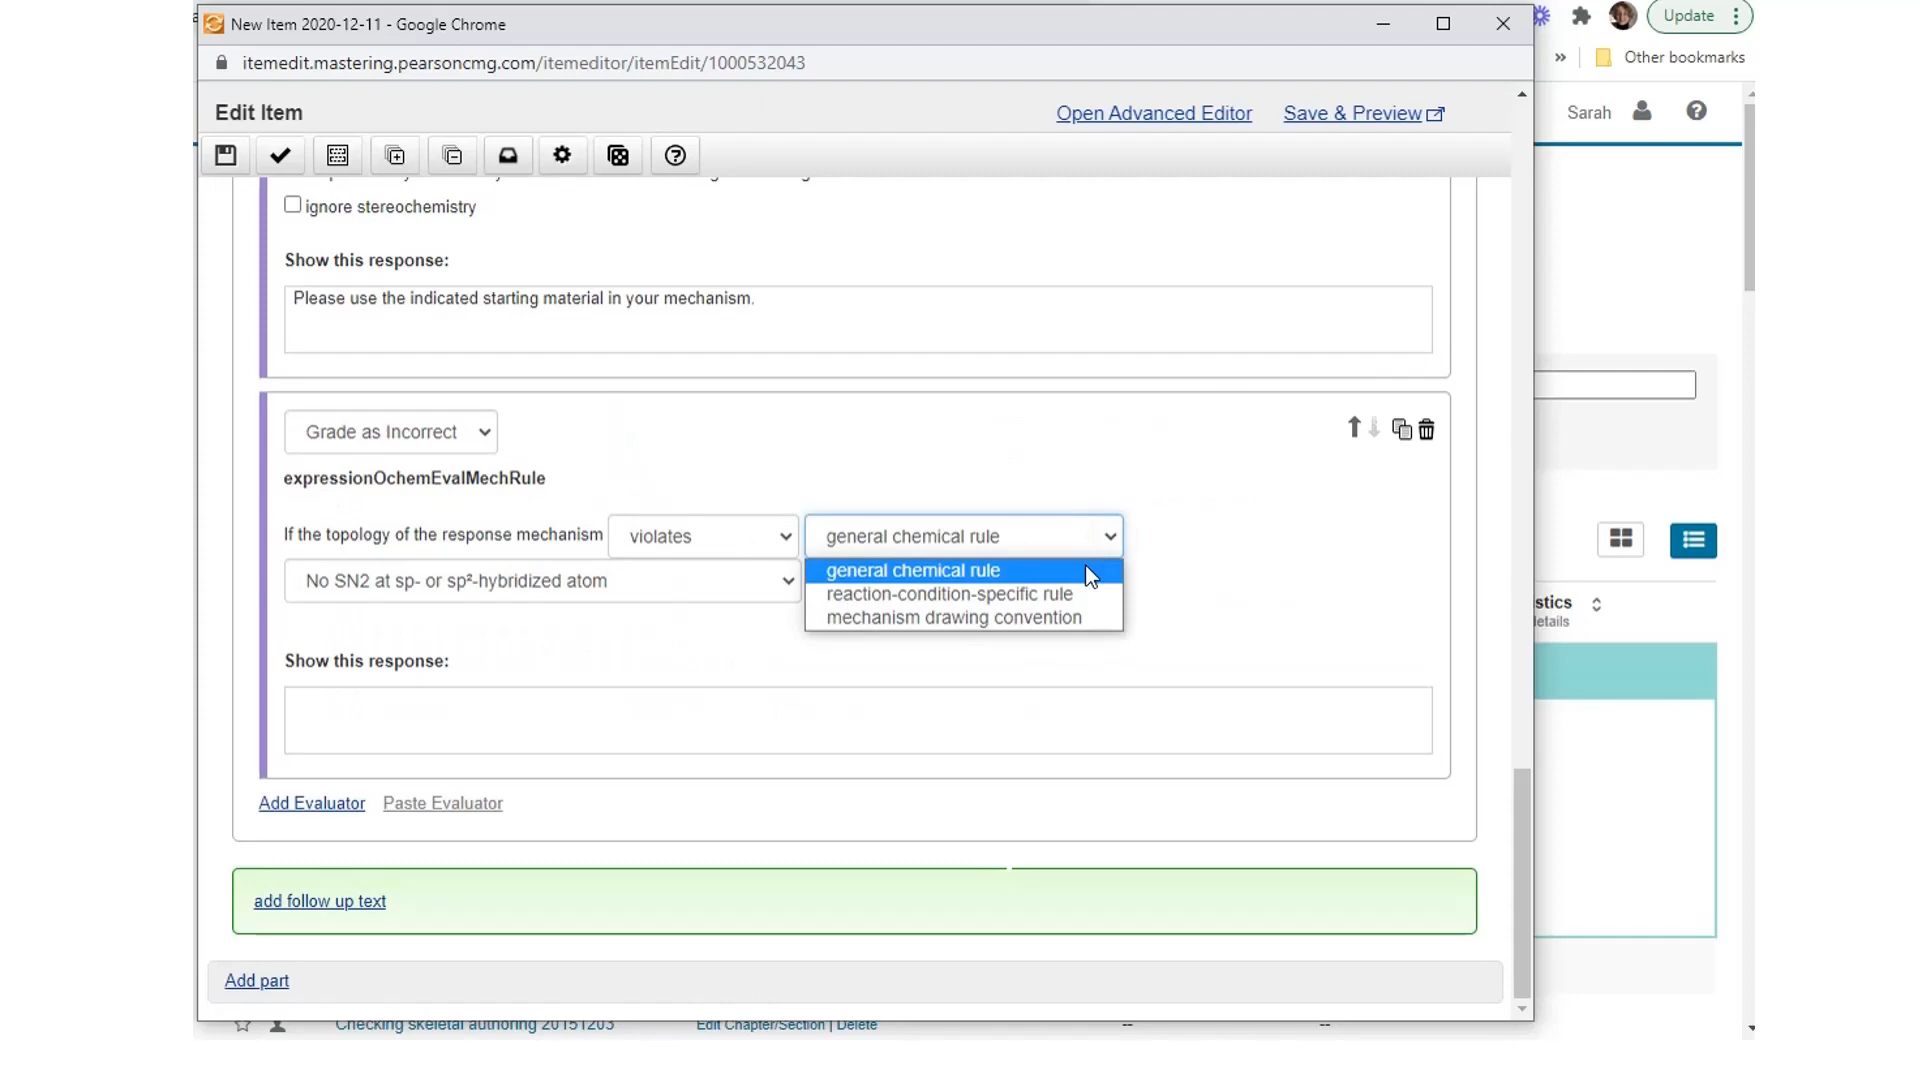 New Item 2020-12-11 - Google Chrome
Update
itemedit.mastering.pearsoncmg.com/itemeditor/itemEdit/1000532043
» Other bookmarks
Edit Item
Open Advanced Editor
Save & Preview
Sarah
ignore stereochemistry
Show this response:
Please use the indicated starting material in your mechanism.
Grade as Incorrect
expressionOchemEvalMechRule
If the topology of the response mechanism violates general chemical rule
general chemical rule
No SN2 at sp- or sp²-hybridized atom
reaction-condition-specific rule
mechanism drawing convention
stics
etails
Show this response:
Add Evaluator Paste Evaluator
add follow up text
Add part
Checking skeletal authoring 20151203
Edit Chapter/Section | Delete
-- --